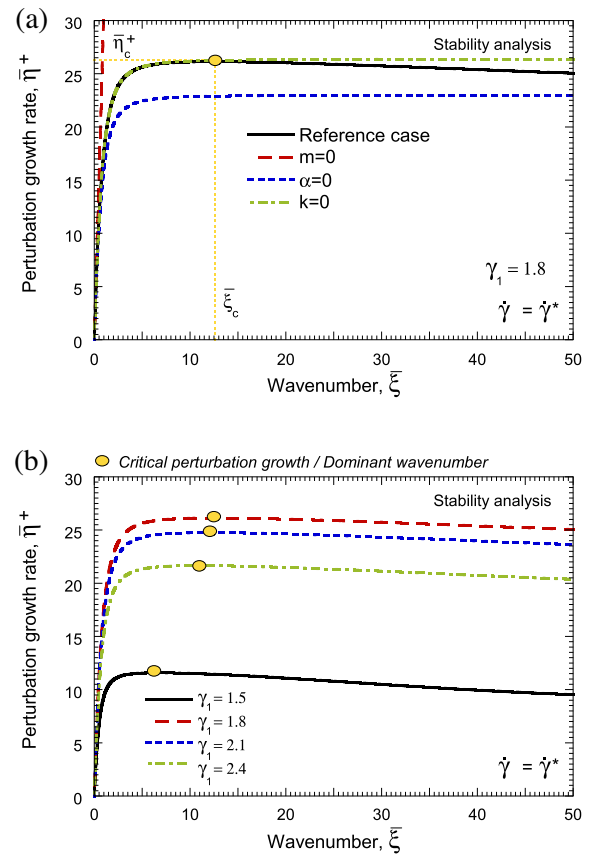 (a)
30
25
20
15
10
5
0
Perturbation growth rate, η̄⁺
η̄c⁺
Stability analysis
Reference case
m=0
α=0
k=0
ξ̄c
γ₁ = 1.8
γ̇ = γ̇*
0 10 20 30 40 50
Wavenumber, ξ̄
(b)
Critical perturbation growth / Dominant wavenumber
30
25
20
15
10
5
0
Perturbation growth rate, η̄⁺
Stability analysis
γ₁ = 1.5
γ₁ = 1.8
γ₁ = 2.1
γ₁ = 2.4
γ̇ = γ̇*
0 10 20 30 40 50
Wavenumber, ξ̄